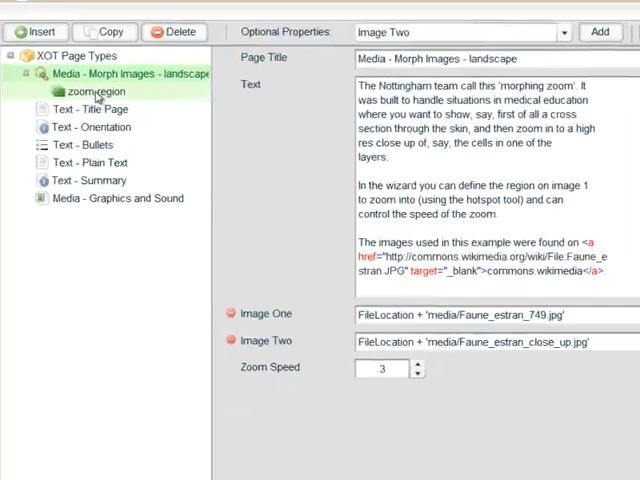 Insert Copy Delete Optional Properties: Image Two Add
XOT Page Types Page Title Media - Morph Images - landscape
Media - Morph Images - landscape
zoom region
Text - Title Page
Text - Orientation
Text - Bullets
Text - Plain Text
Text - Summary
Media - Graphics and Sound
Text
The Nottingham team call this 'morphing zoom'. It
was built to handle situations in medical education
where you want to show, say, first of all a cross
section through the skin, and then zoom in to a high
res close up of, say, the cells in one of the
layers.
In the wizard you can define the region on image 1
to zoom into (using the hotspot tool) and can
control the speed of the zoom.
The images used in this example were found on <a
href="http://commons.wikimedia.org/wiki/File:Faune_e
stran.JPG" target="_blank">commons.wikimedia</a>.
Image One FileLocation + 'media/Faune_estran_749.jpg'
Image Two FileLocation + 'media/Faune_estran_close_up.jpg'
Zoom Speed 3